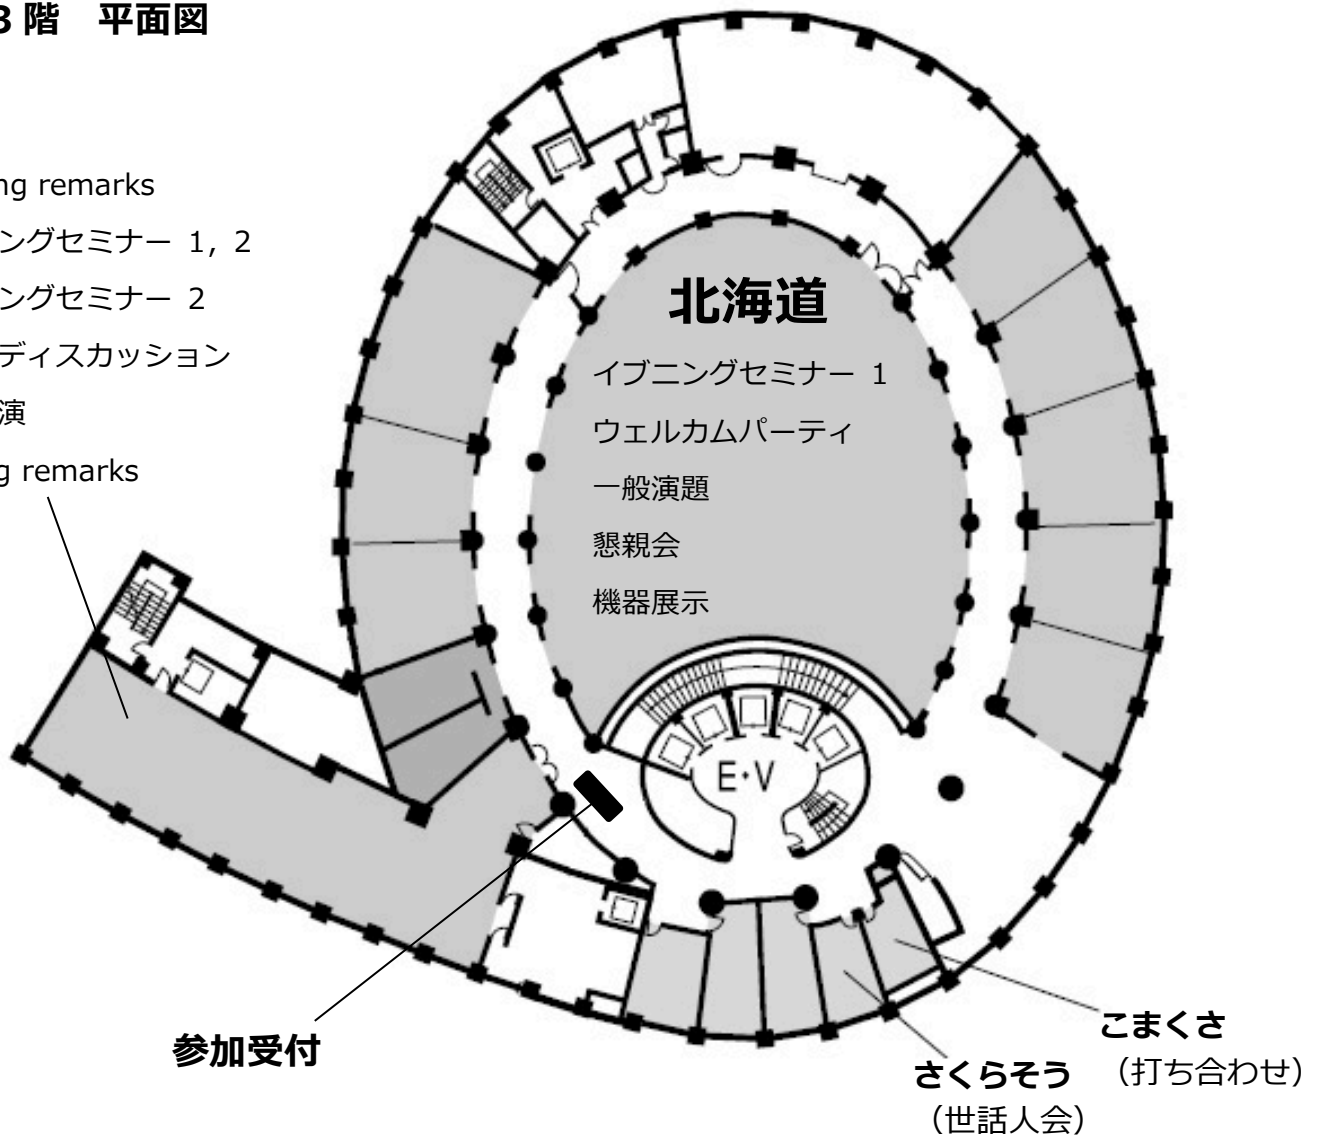 3階 平面図
ng remarks
ングセミナー 1, 2
ングセミナー 2
ディスカッション
演
g remarks
北海道
イブニングセミナー 1
ウェルカムパーティ
一般演題
懇親会
機器展示
E・V
参加受付
こまくさ
（打ち合わせ）
さくらそう
（世話人会）